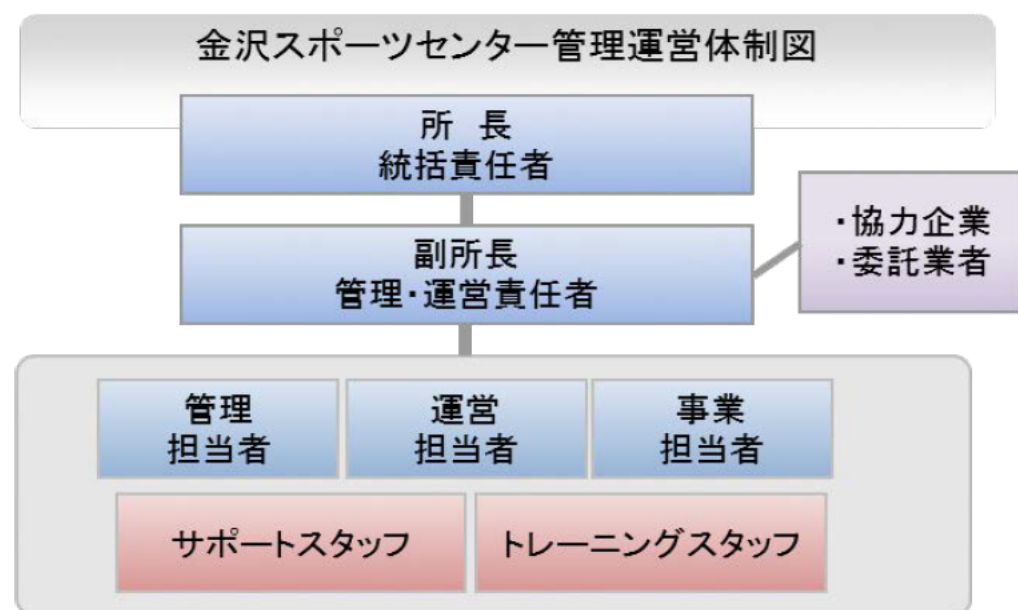 金沢スポーツセンター管理運営体制図
所 長
統括責任者
副所長
管理・運営責任者
・協力企業
・委託業者
管理
担当者
運営
担当者
事業
担当者
サポートスタッフ
トレーニングスタッフ